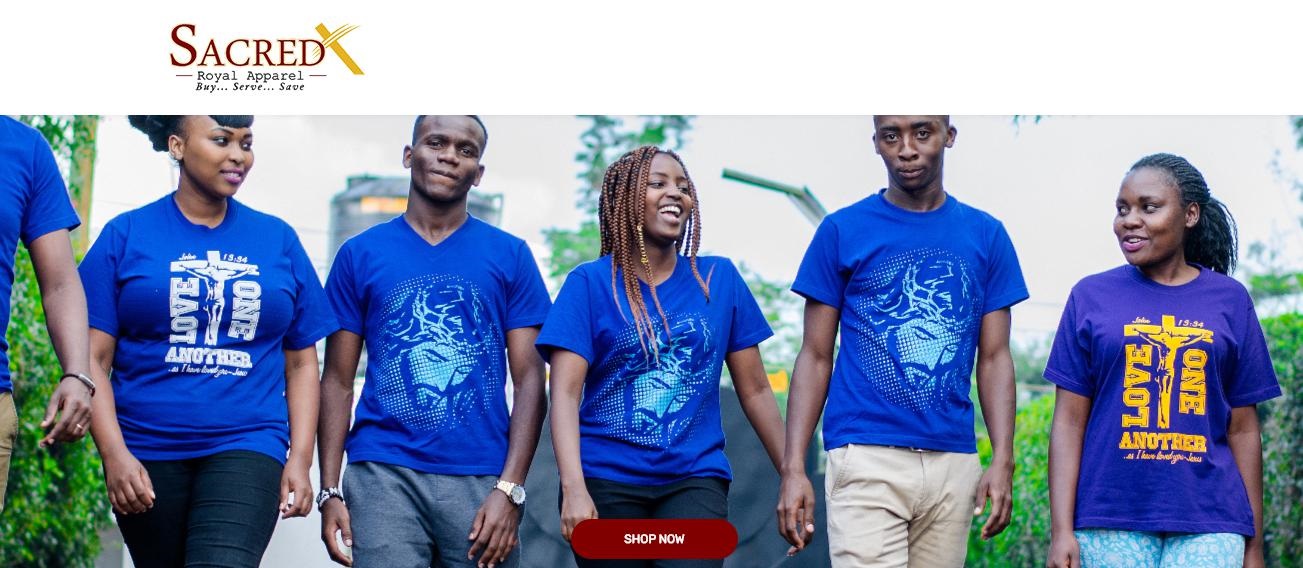 SACRED
Royal Apparel
Buy... Serve... Save
John 13:34
LOVE
ONE
ANOTHER
..as I have loved you~Jesus
John 13:34
LOVE
ONE
ANOTHER
..as I have loved you~Jesus
SHOP NOW